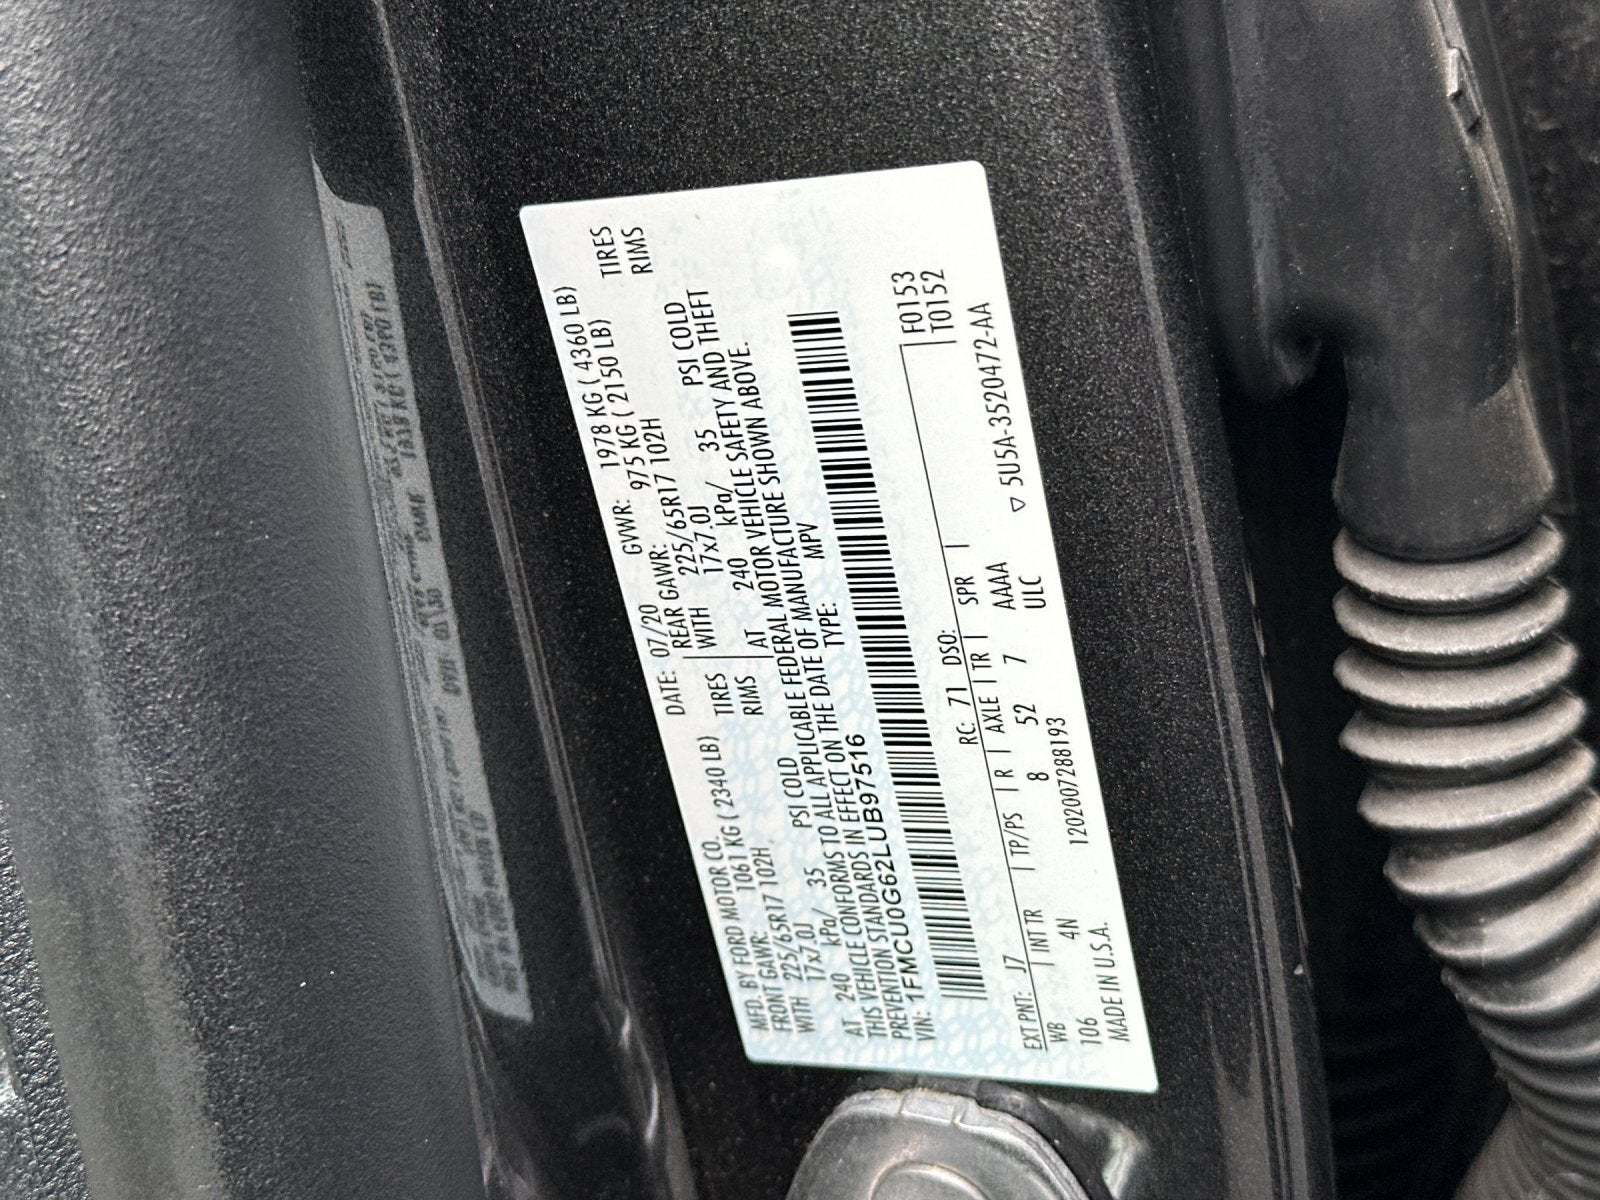 MFD. BY FORD MOTOR CO.
DATE: 07/20 GVWR: 1978 KG ( 4360 LB)
FRONT GAWR: 1061 KG ( 2340 LB) REAR GAWR: 975 KG ( 2150 LB)
WITH 225/65R17 102H TIRES WITH 225/65R17 102H TIRES
17x7.0J RIMS 17x7.0J RIMS
AT 240 kPa/ 35 PSI COLD AT 240 kPa/ 35 PSI COLD
THIS VEHICLE CONFORMS TO ALL APPLICABLE FEDERAL MOTOR VEHICLE SAFETY AND THEFT
PREVENTION STANDARDS IN EFFECT ON THE DATE OF MANUFACTURE SHOWN ABOVE.
VIN: 1FMCU0G62LUB97516 TYPE: MPV
F0153
T0152
EXT PNT: J7 RC: 71 DSO:
WB INT TR TP/PS R AXLE TR SPR
106 4N 8 52 7 AAAA
ULC
MADE IN U.S.A. 1202007288193 ▽ 5U5A-3520472-AA